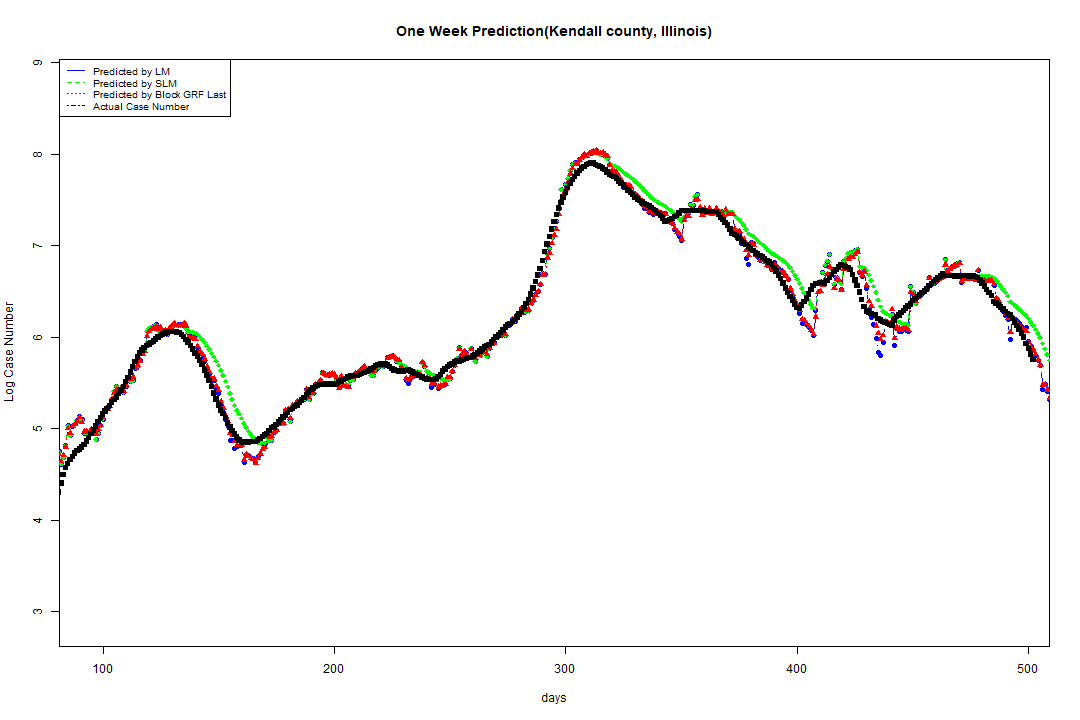 One Week Prediction(Kendall county, Illinois)
Predicted by LM
Predicted by SLM
Predicted by Block GRF Last
Actual Case Number
Log Case Number
9
8
7
6
5
4
3
100 200 300 400 500
days